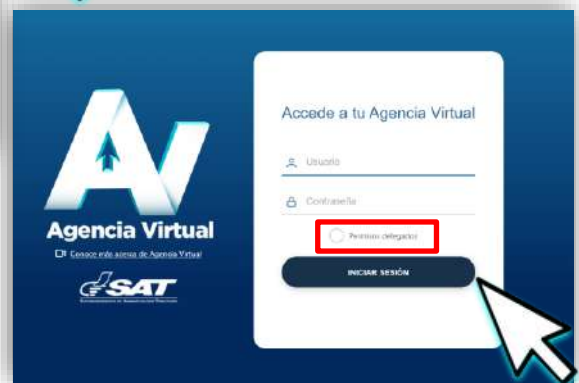 Accede a tu Agencia Virtual
Usuario
Contraseña
Permisos delegados
INICIAR SESIÓN
AV
Agencia Virtual
Conoce más acerca de Agencia Virtual
SAT